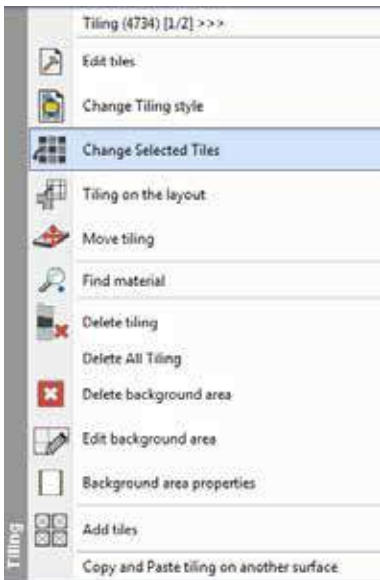 Tiling (4734) [1/2] >>>
Edit tiles
Change Tiling style
Change Selected Tiles
Tiling on the layout
Move tiling
Find material
Delete tiling
Delete All Tiling
Delete background area
Edit background area
Background area properties
Add tiles
Copy and Paste tiling on another surface
Tiling